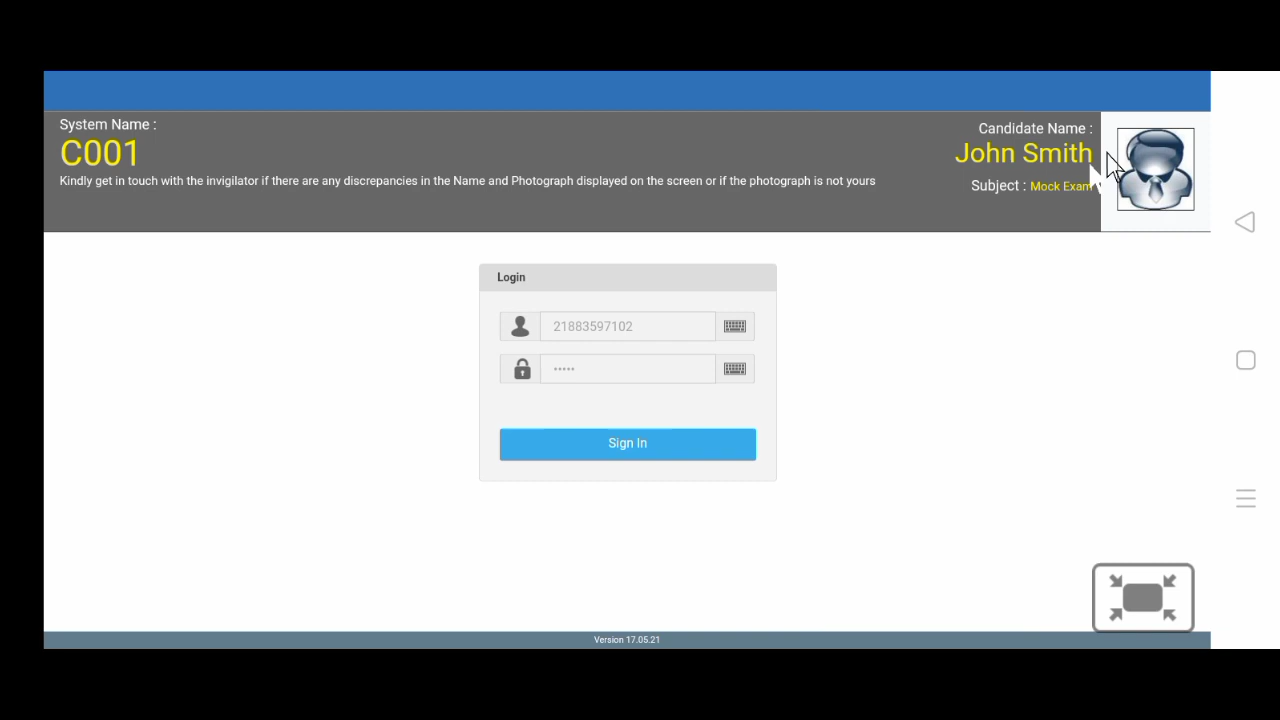 System Name :
C001
Kindly get in touch with the invigilator if there are any discrepancies in the Name and Photograph displayed on the screen or if the photograph is not yours
Candidate Name :
John Smith
Subject : Mock Exam
Login
21883597102
•••••
Sign In
Version 17.05.21